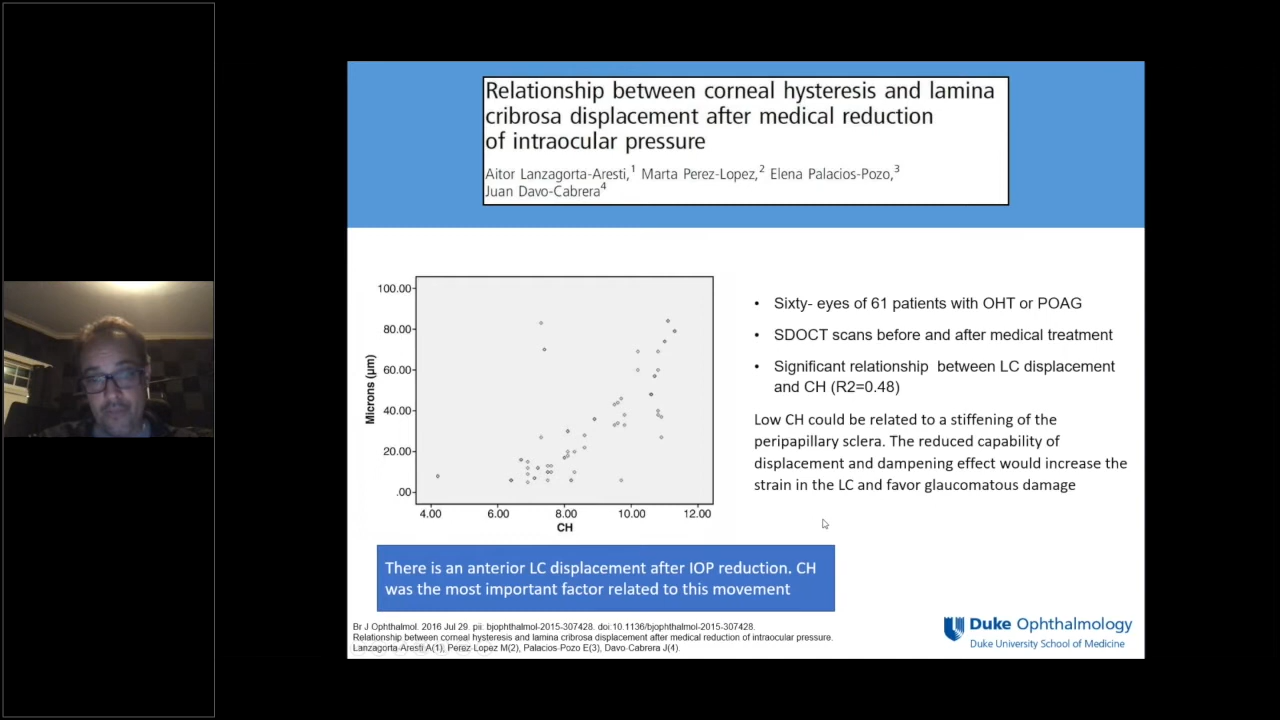 Relationship between corneal hysteresis and lamina
cribrosa displacement after medical reduction
of intraocular pressure
Aitor Lanzagorta-Aresti,1 Marta Perez-Lopez,2 Elena Palacios-Pozo,3
Juan Davo-Cabrera4
100.00
80.00
60.00
40.00
20.00
.00
Microns (µm)
4.00 6.00 8.00 10.00 12.00
CH
• Sixty- eyes of 61 patients with OHT or POAG
• SDOCT scans before and after medical treatment
• Significant relationship between LC displacement
and CH (R2=0.48)
Low CH could be related to a stiffening of the
peripapillary sclera. The reduced capability of
displacement and dampening effect would increase the
strain in the LC and favor glaucomatous damage
There is an anterior LC displacement after IOP reduction. CH
was the most important factor related to this movement
Br J Ophthalmol. 2016 Jul 29. pii: bjophthalmol-2015-307428. doi:10.1136/bjophthalmol-2015-307428.
Relationship between corneal hysteresis and lamina cribrosa displacement after medical reduction of intraocular pressure.
Lanzagorta-Aresti A(1), Perez-Lopez M(2), Palacios-Pozo E(3), Davo-Cabrera J(4).
Duke Ophthalmology
Duke University School of Medicine